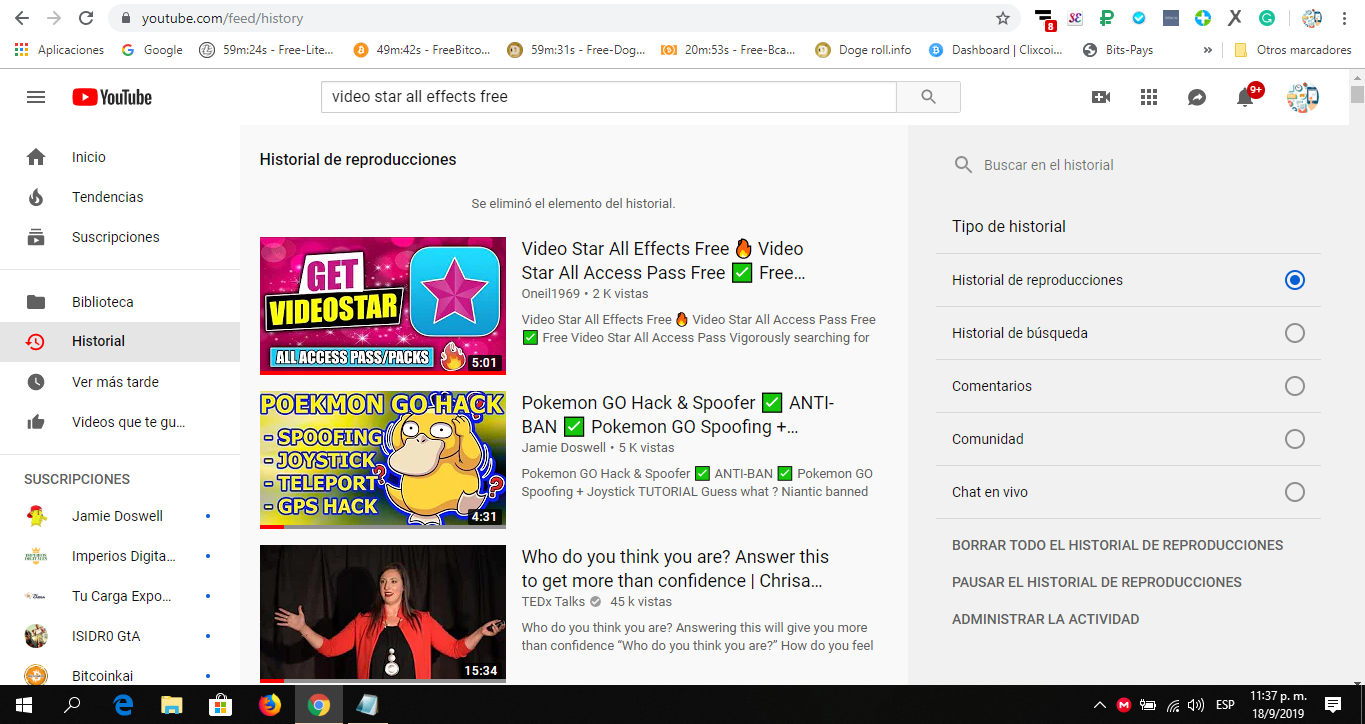 youtube.com/feed/history
8
Aplicaciones
Google
59m:24s - Free-Lite...
49m:42s - FreeBitco...
59m:31s - Free-Dog...
20m:53s - Free-Bca...
Doge roll.info
Dashboard | Clixcoi...
Bits-Pays
»
Otros marcadores
YouTube
video star all effects free
9+
Inicio
Tendencias
Suscripciones
Biblioteca
Historial
Ver más tarde
Videos que te gu...
SUSCRIPCIONES
Jamie Doswell
Imperios Digita...
Tu Carga Expo...
ISIDR0 GtA
Bitcoinkai
Historial de reproducciones
Se eliminó el elemento del historial.
GET
VIDEOSTAR
ALL ACCESS PASS/PACKS
5:01
Video Star All Effects Free 🔥 Video
Star All Access Pass Free ✅ Free...
Oneil1969 • 2 K vistas
Video Star All Effects Free 🔥 Video Star All Access Pass Free
✅ Free Video Star All Access Pass Vigorously searching for
POEKMON GO HACK
- SPOOFING
- JOYSTICK
- TELEPORT
- GPS HACK
4:31
Pokemon GO Hack & Spoofer ✅ ANTI-
BAN ✅ Pokemon GO Spoofing +...
Jamie Doswell • 5 K vistas
Pokemon GO Hack & Spoofer ✅ ANTI-BAN ✅ Pokemon GO
Spoofing + Joystick TUTORIAL Guess what ? Niantic banned
15:34
Who do you think you are? Answer this
to get more than confidence | Chrisa...
TEDx Talks 45 k vistas
Who do you think you are? Answering this will give you more
than confidence “Who do you think you are?” How do you feel
Buscar en el historial
Tipo de historial
Historial de reproducciones
Historial de búsqueda
Comentarios
Comunidad
Chat en vivo
BORRAR TODO EL HISTORIAL DE REPRODUCCIONES
PAUSAR EL HISTORIAL DE REPRODUCCIONES
ADMINISTRAR LA ACTIVIDAD
ESP
11:37 p. m.
18/9/2019